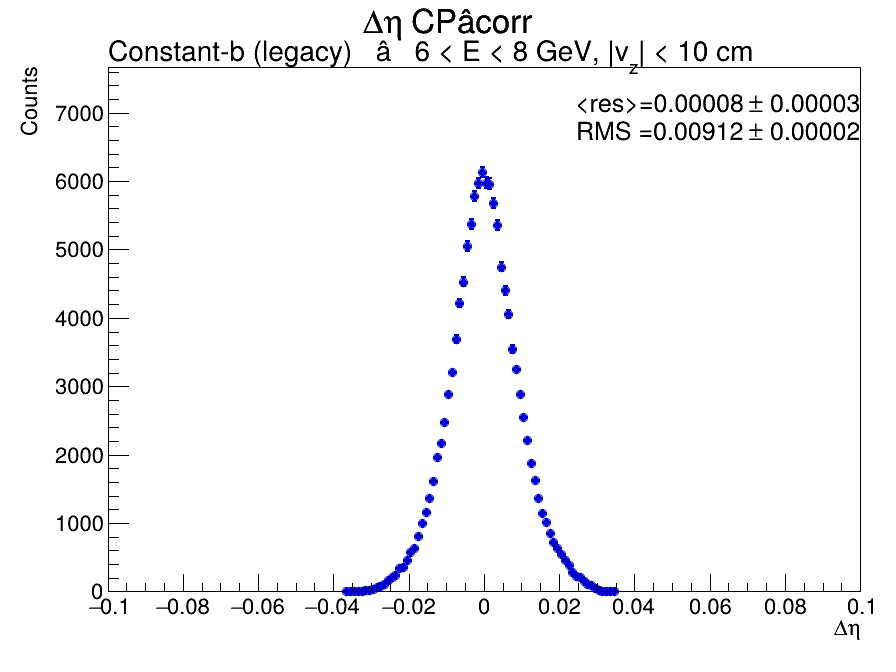 Δη CPâcorr
Constant-b (legacy) â 6 < E < 8 GeV, |v_z| < 10 cm
Counts
<res>=0.00008 ± 0.00003
RMS =0.00912 ± 0.00002
7000
6000
5000
4000
3000
2000
1000
0
−0.1 −0.08 −0.06 −0.04 −0.02 0 0.02 0.04 0.06 0.08 0.1
Δη